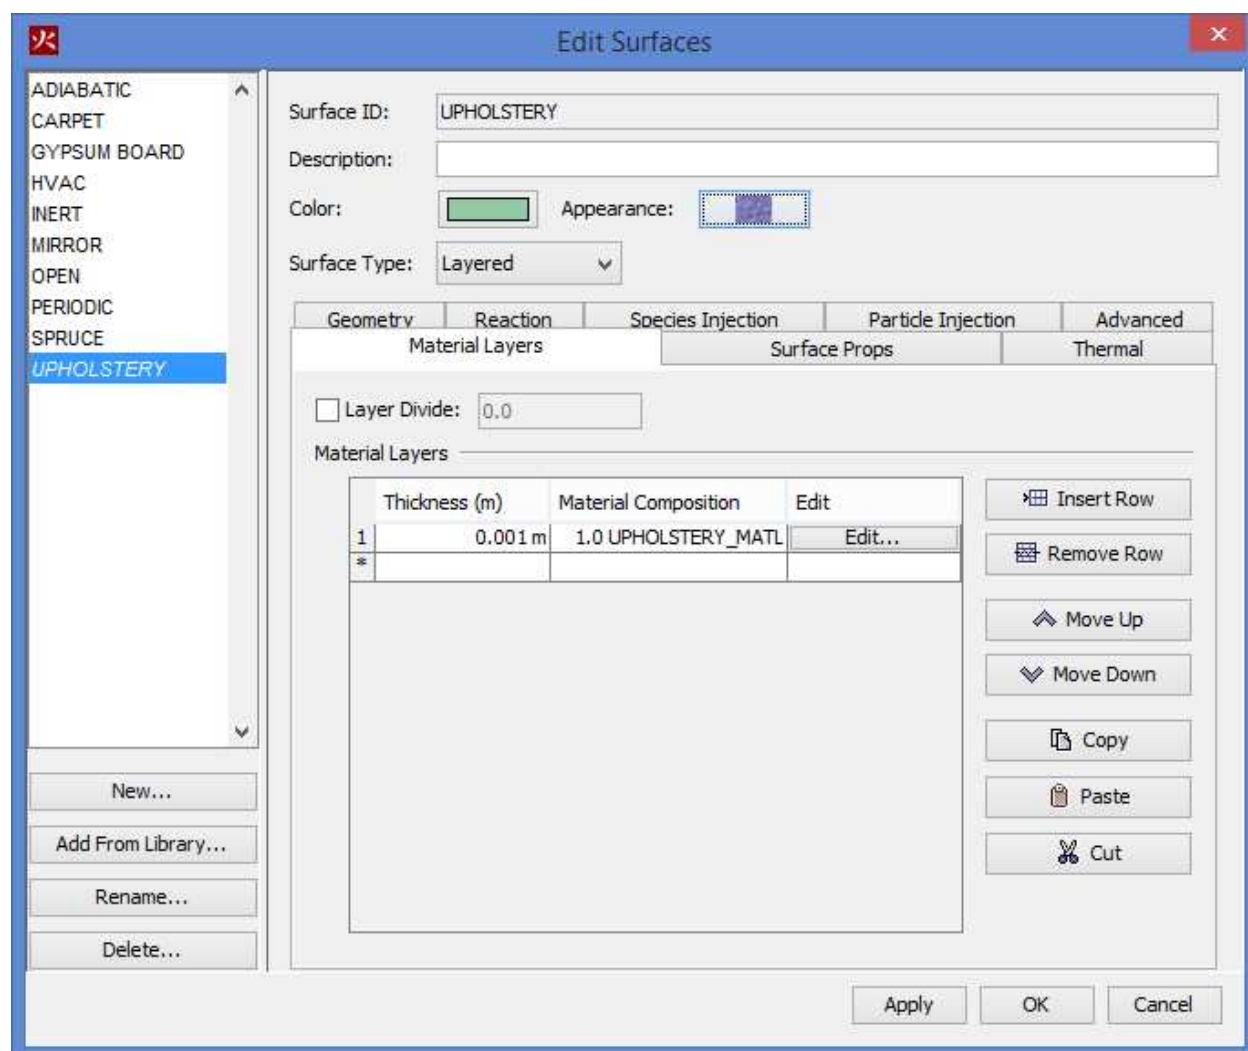 Edit Surfaces
ADIABATIC
CARPET
GYPSUM BOARD
HVAC
INERT
MIRROR
OPEN
PERIODIC
SPRUCE
UPHOLSTERY
New...
Add From Library...
Rename...
Delete...
Surface ID: UPHOLSTERY
Description:
Color: Appearance:
Surface Type: Layered
Geometry Reaction Species Injection Particle Injection Advanced
Material Layers Surface Props Thermal
Layer Divide: 0.0
Material Layers
Thickness (m) Material Composition Edit
1 0.001 m 1.0 UPHOLSTERY_MATL Edit...
*
Insert Row
Remove Row
Move Up
Move Down
Copy
Paste
Cut
Apply OK Cancel